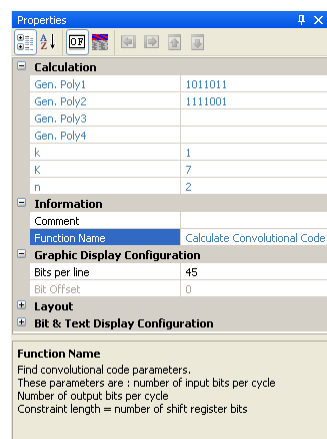 Properties
OF
Calculation
Gen. Poly1 1011011
Gen. Poly2 1111001
Gen. Poly3
Gen. Poly4
k 1
K 7
n 2
Information
Comment
Function Name Calculate Convolutional Code
Graphic Display Configuration
Bits per line 45
Bit Offset 0
Layout
Bit & Text Display Configuration
Function Name
Find convolutional code parameters.
These parameters are : number of input bits per cycle
Number of output bits per cycle
Constraint length = number of shift register bits